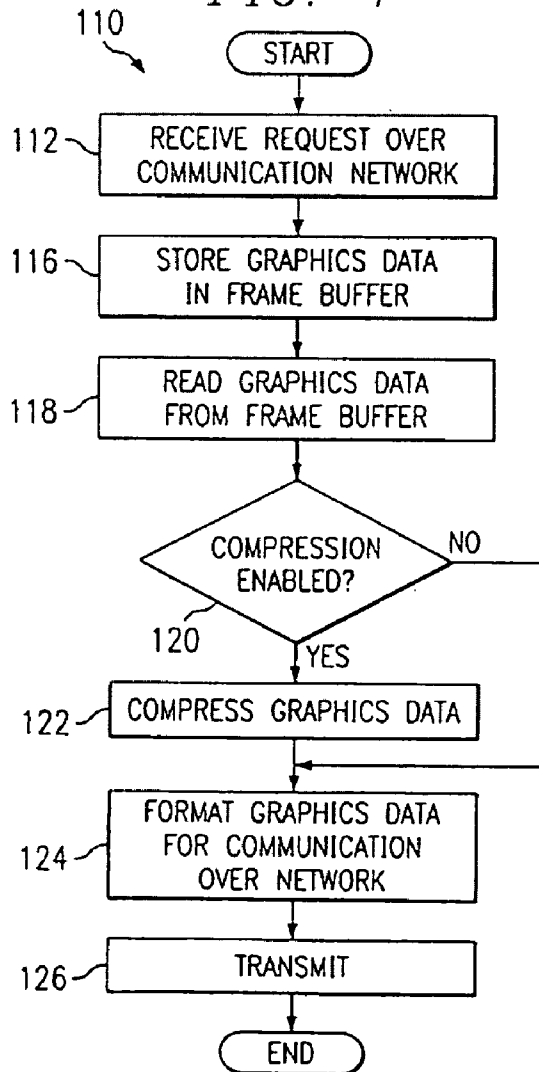 FIG.
110
START
112
RECEIVE REQUEST OVER
COMMUNICATION NETWORK
116
STORE GRAPHICS DATA
IN FRAME BUFFER
118
READ GRAPHICS DATA
FROM FRAME BUFFER
COMPRESSION
ENABLED?
NO
120
YES
122
COMPRESS GRAPHICS DATA
124
FORMAT GRAPHICS DATA
FOR COMMUNICATION
OVER NETWORK
126
TRANSMIT
END